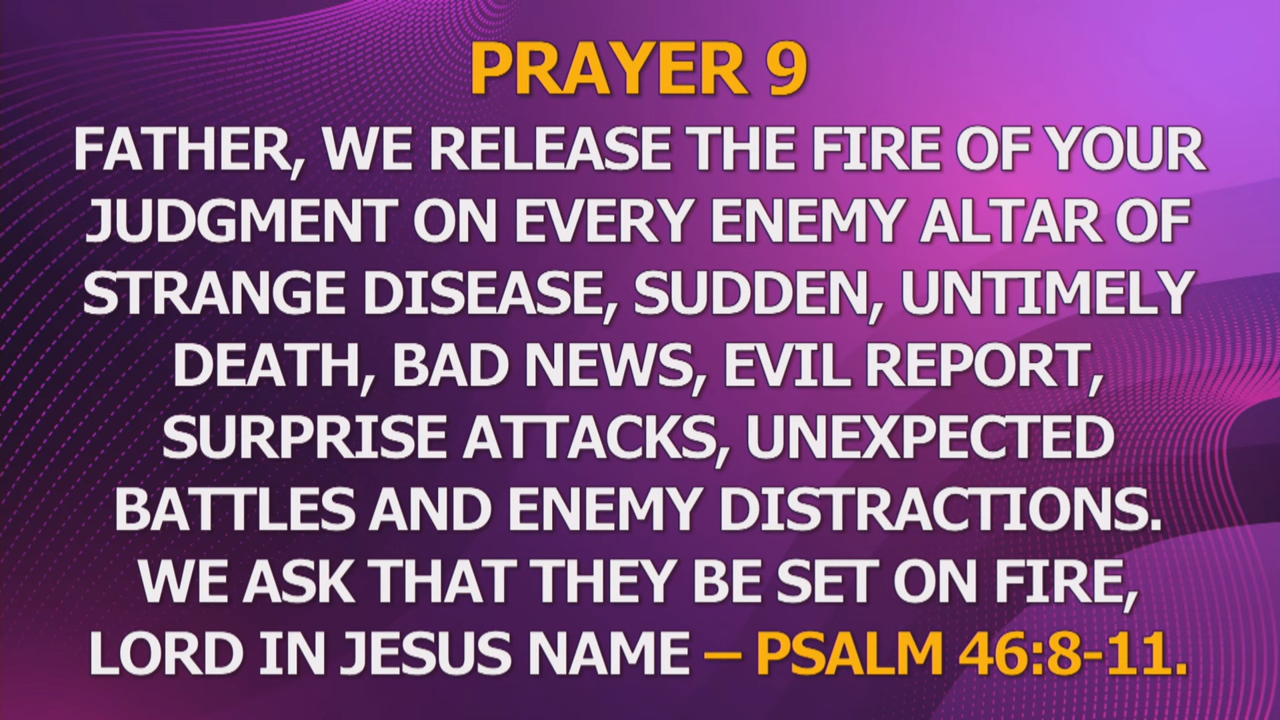 PRAYER 9
FATHER, WE RELEASE THE FIRE OF YOUR
JUDGMENT ON EVERY ENEMY ALTAR OF
STRANGE DISEASE, SUDDEN, UNTIMELY
DEATH, BAD NEWS, EVIL REPORT,
SURPRISE ATTACKS, UNEXPECTED
BATTLES AND ENEMY DISTRACTIONS.
WE ASK THAT THEY BE SET ON FIRE,
LORD IN JESUS NAME – PSALM 46:8-11.